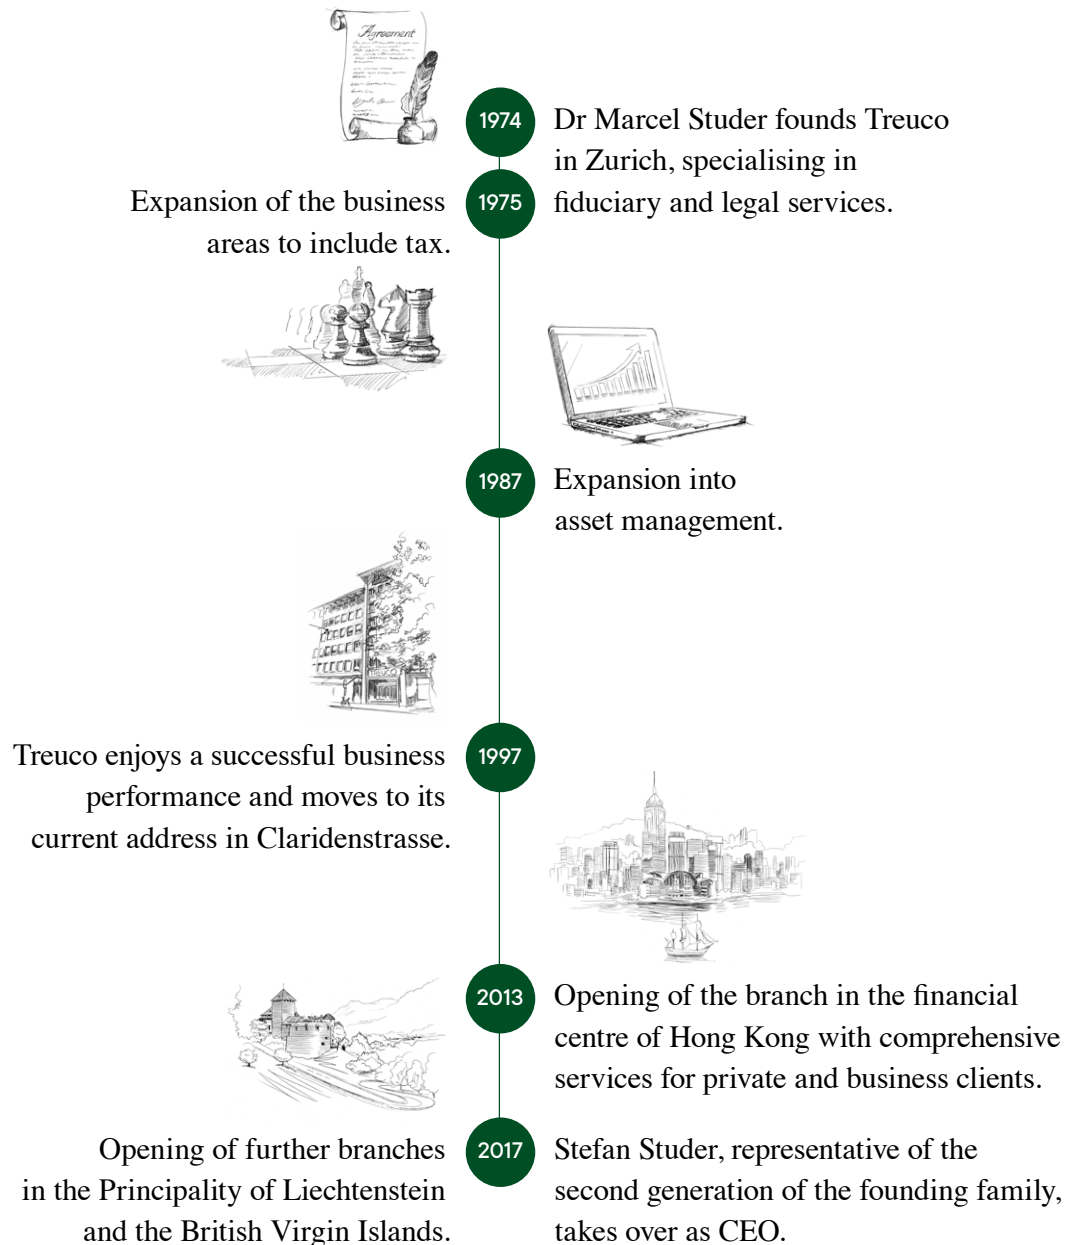 Agreement
1974
Dr Marcel Studer founds Treuco
in Zurich, specialising in
fiduciary and legal services.
1975
Expansion of the business
areas to include tax.
1987
Expansion into
asset management.
1997
Treuco enjoys a successful business
performance and moves to its
current address in Claridenstrasse.
2013
Opening of the branch in the financial
centre of Hong Kong with comprehensive
services for private and business clients.
2017
Opening of further branches
in the Principality of Liechtenstein
and the British Virgin Islands.
Stefan Studer, representative of the
second generation of the founding family,
takes over as CEO.